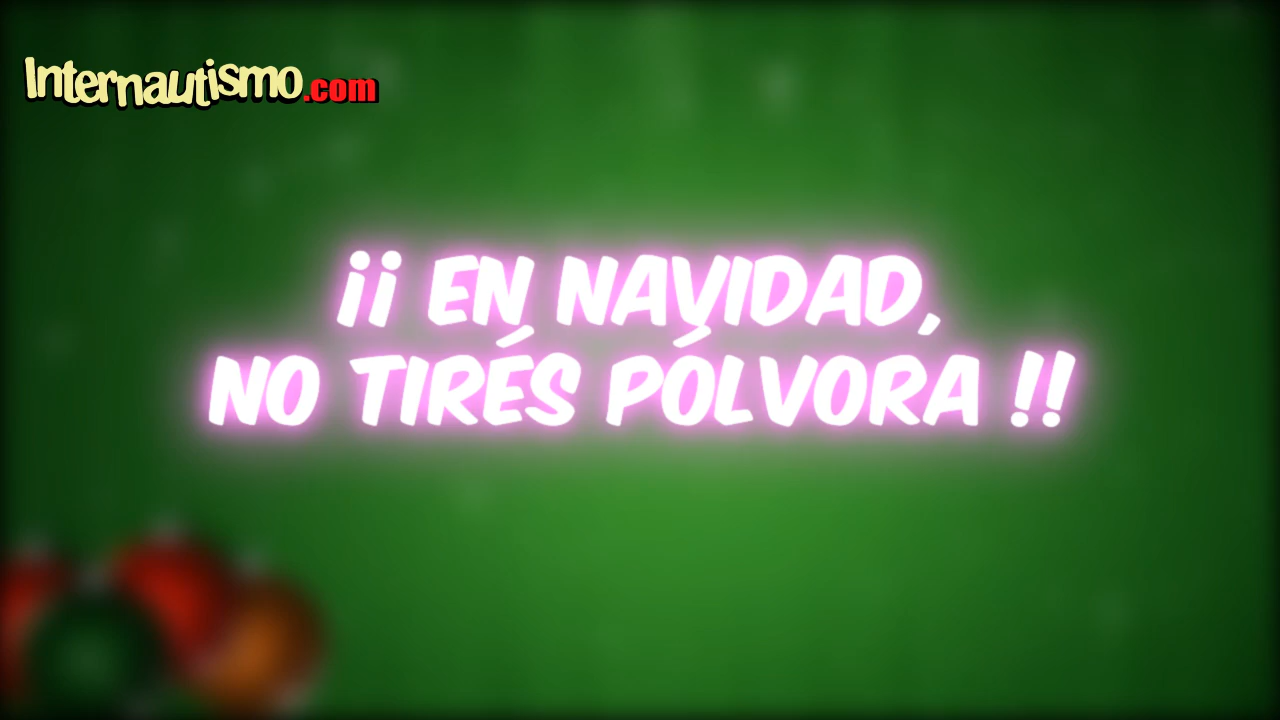 Internautismo.com
¡¡ EN NAVIDAD,
NO TIRÉS PÓLVORA !!